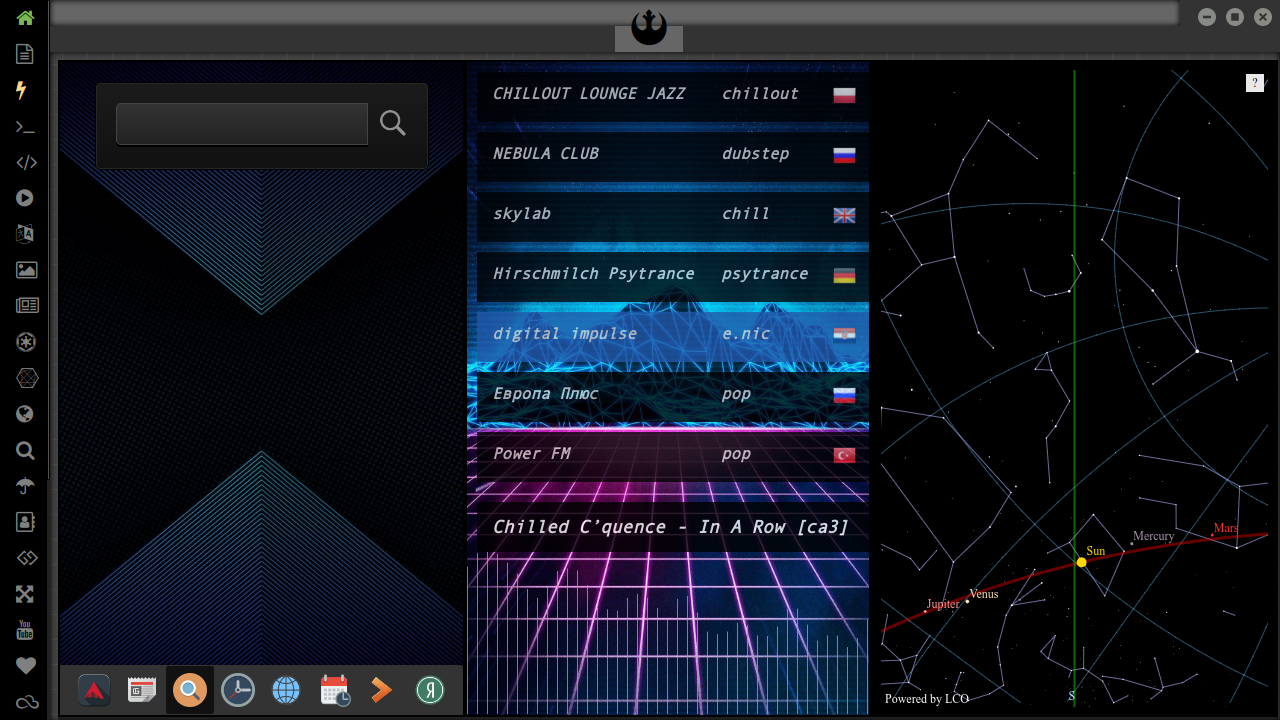 CHILLOUT LOUNGE JAZZ chillout
NEBULA CLUB dubstep
skylab chill
Hirschmilch Psytrance psytrance
digital impulse e.nic
Европа Плюс pop
Power FM pop
Chilled C'quence - In A Row [ca3]
?
Mars
Mercury
Sun
Venus
Jupiter
S
Powered by LCO
You
Tube
Я